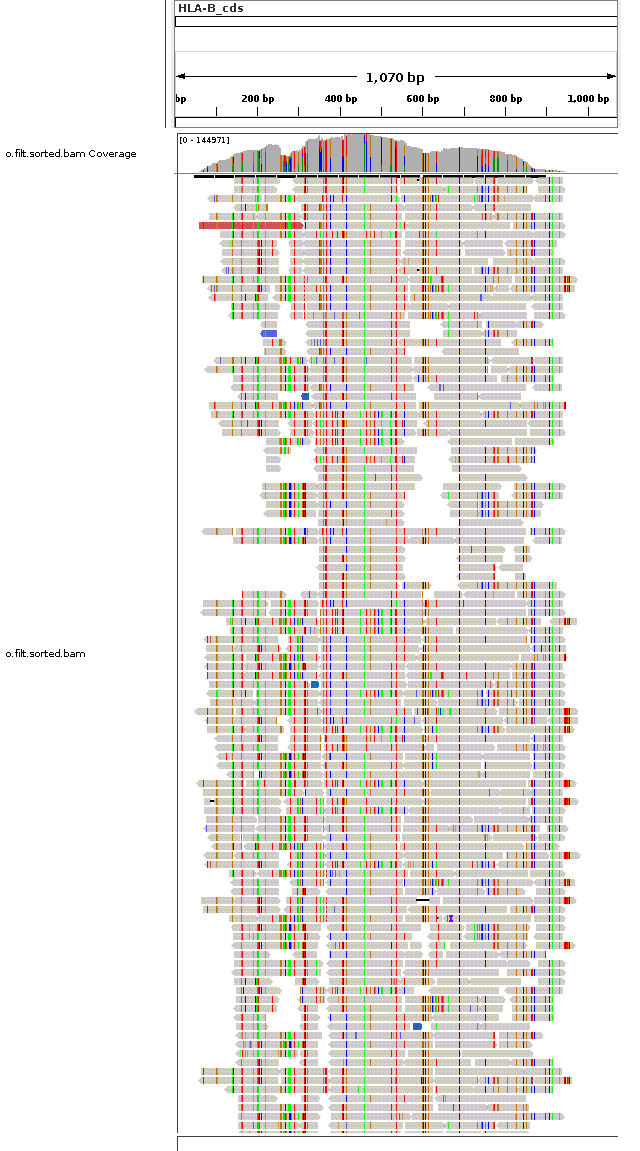 HLA-B_cds
1,070 bp
bp 200 bp 400 bp 600 bp 800 bp 1,000 bp
[0 - 144971]
o.filt.sorted.bam Coverage
o.filt.sorted.bam